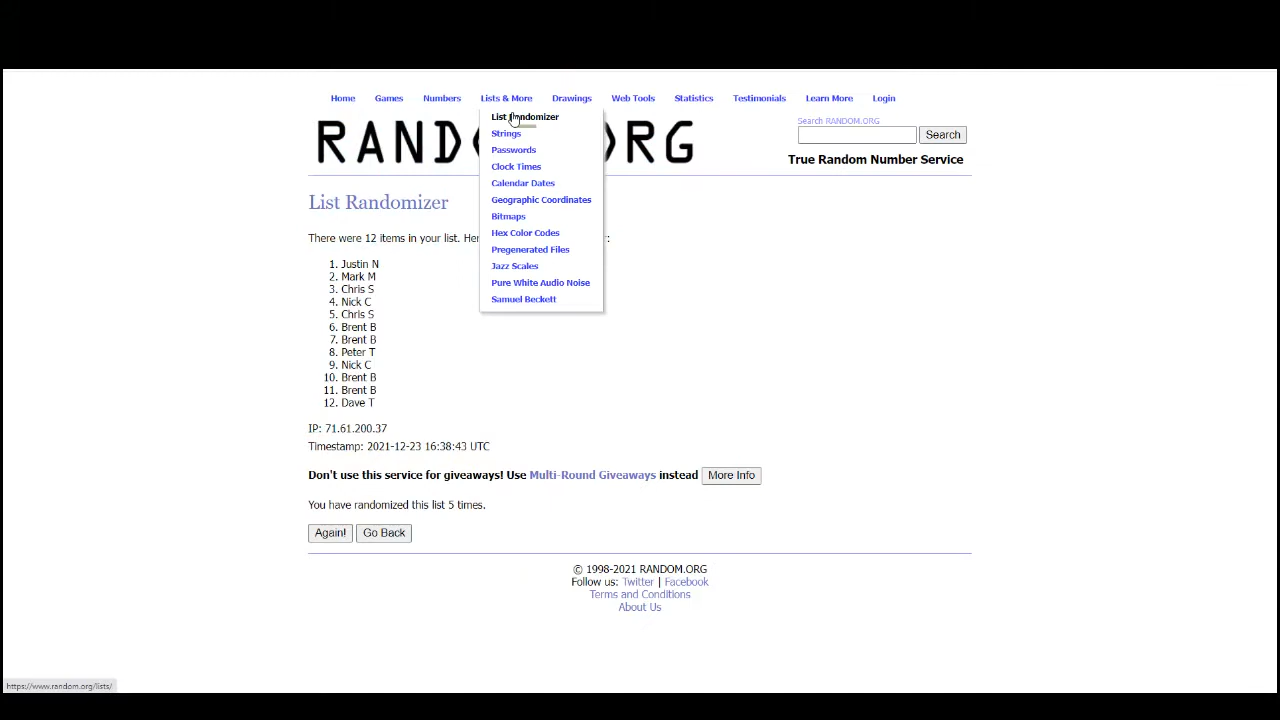 Home Games Numbers Lists & More Drawings Web Tools Statistics Testimonials Learn More Login
List Randomizer
Strings
Passwords
Clock Times
Calendar Dates
Geographic Coordinates
Bitmaps
Hex Color Codes
Pregenerated Files
Jazz Scales
Pure White Audio Noise
Samuel Beckett
Search RANDOM.ORG
Search
True Random Number Service
List Randomizer
There were 12 items in your list.
1. Justin N
2. Mark M
3. Chris S
4. Nick C
5. Chris S
6. Brent B
7. Brent B
8. Peter T
9. Nick C
10. Brent B
11. Brent B
12. Dave T
IP: 71.61.200.37
Timestamp: 2021-12-23 16:38:43 UTC
Don't use this service for giveaways! Use Multi-Round Giveaways instead More Info
You have randomized this list 5 times.
Again! Go Back
© 1998-2021 RANDOM.ORG
Follow us: Twitter | Facebook
Terms and Conditions
About Us
https://www.random.org/lists/